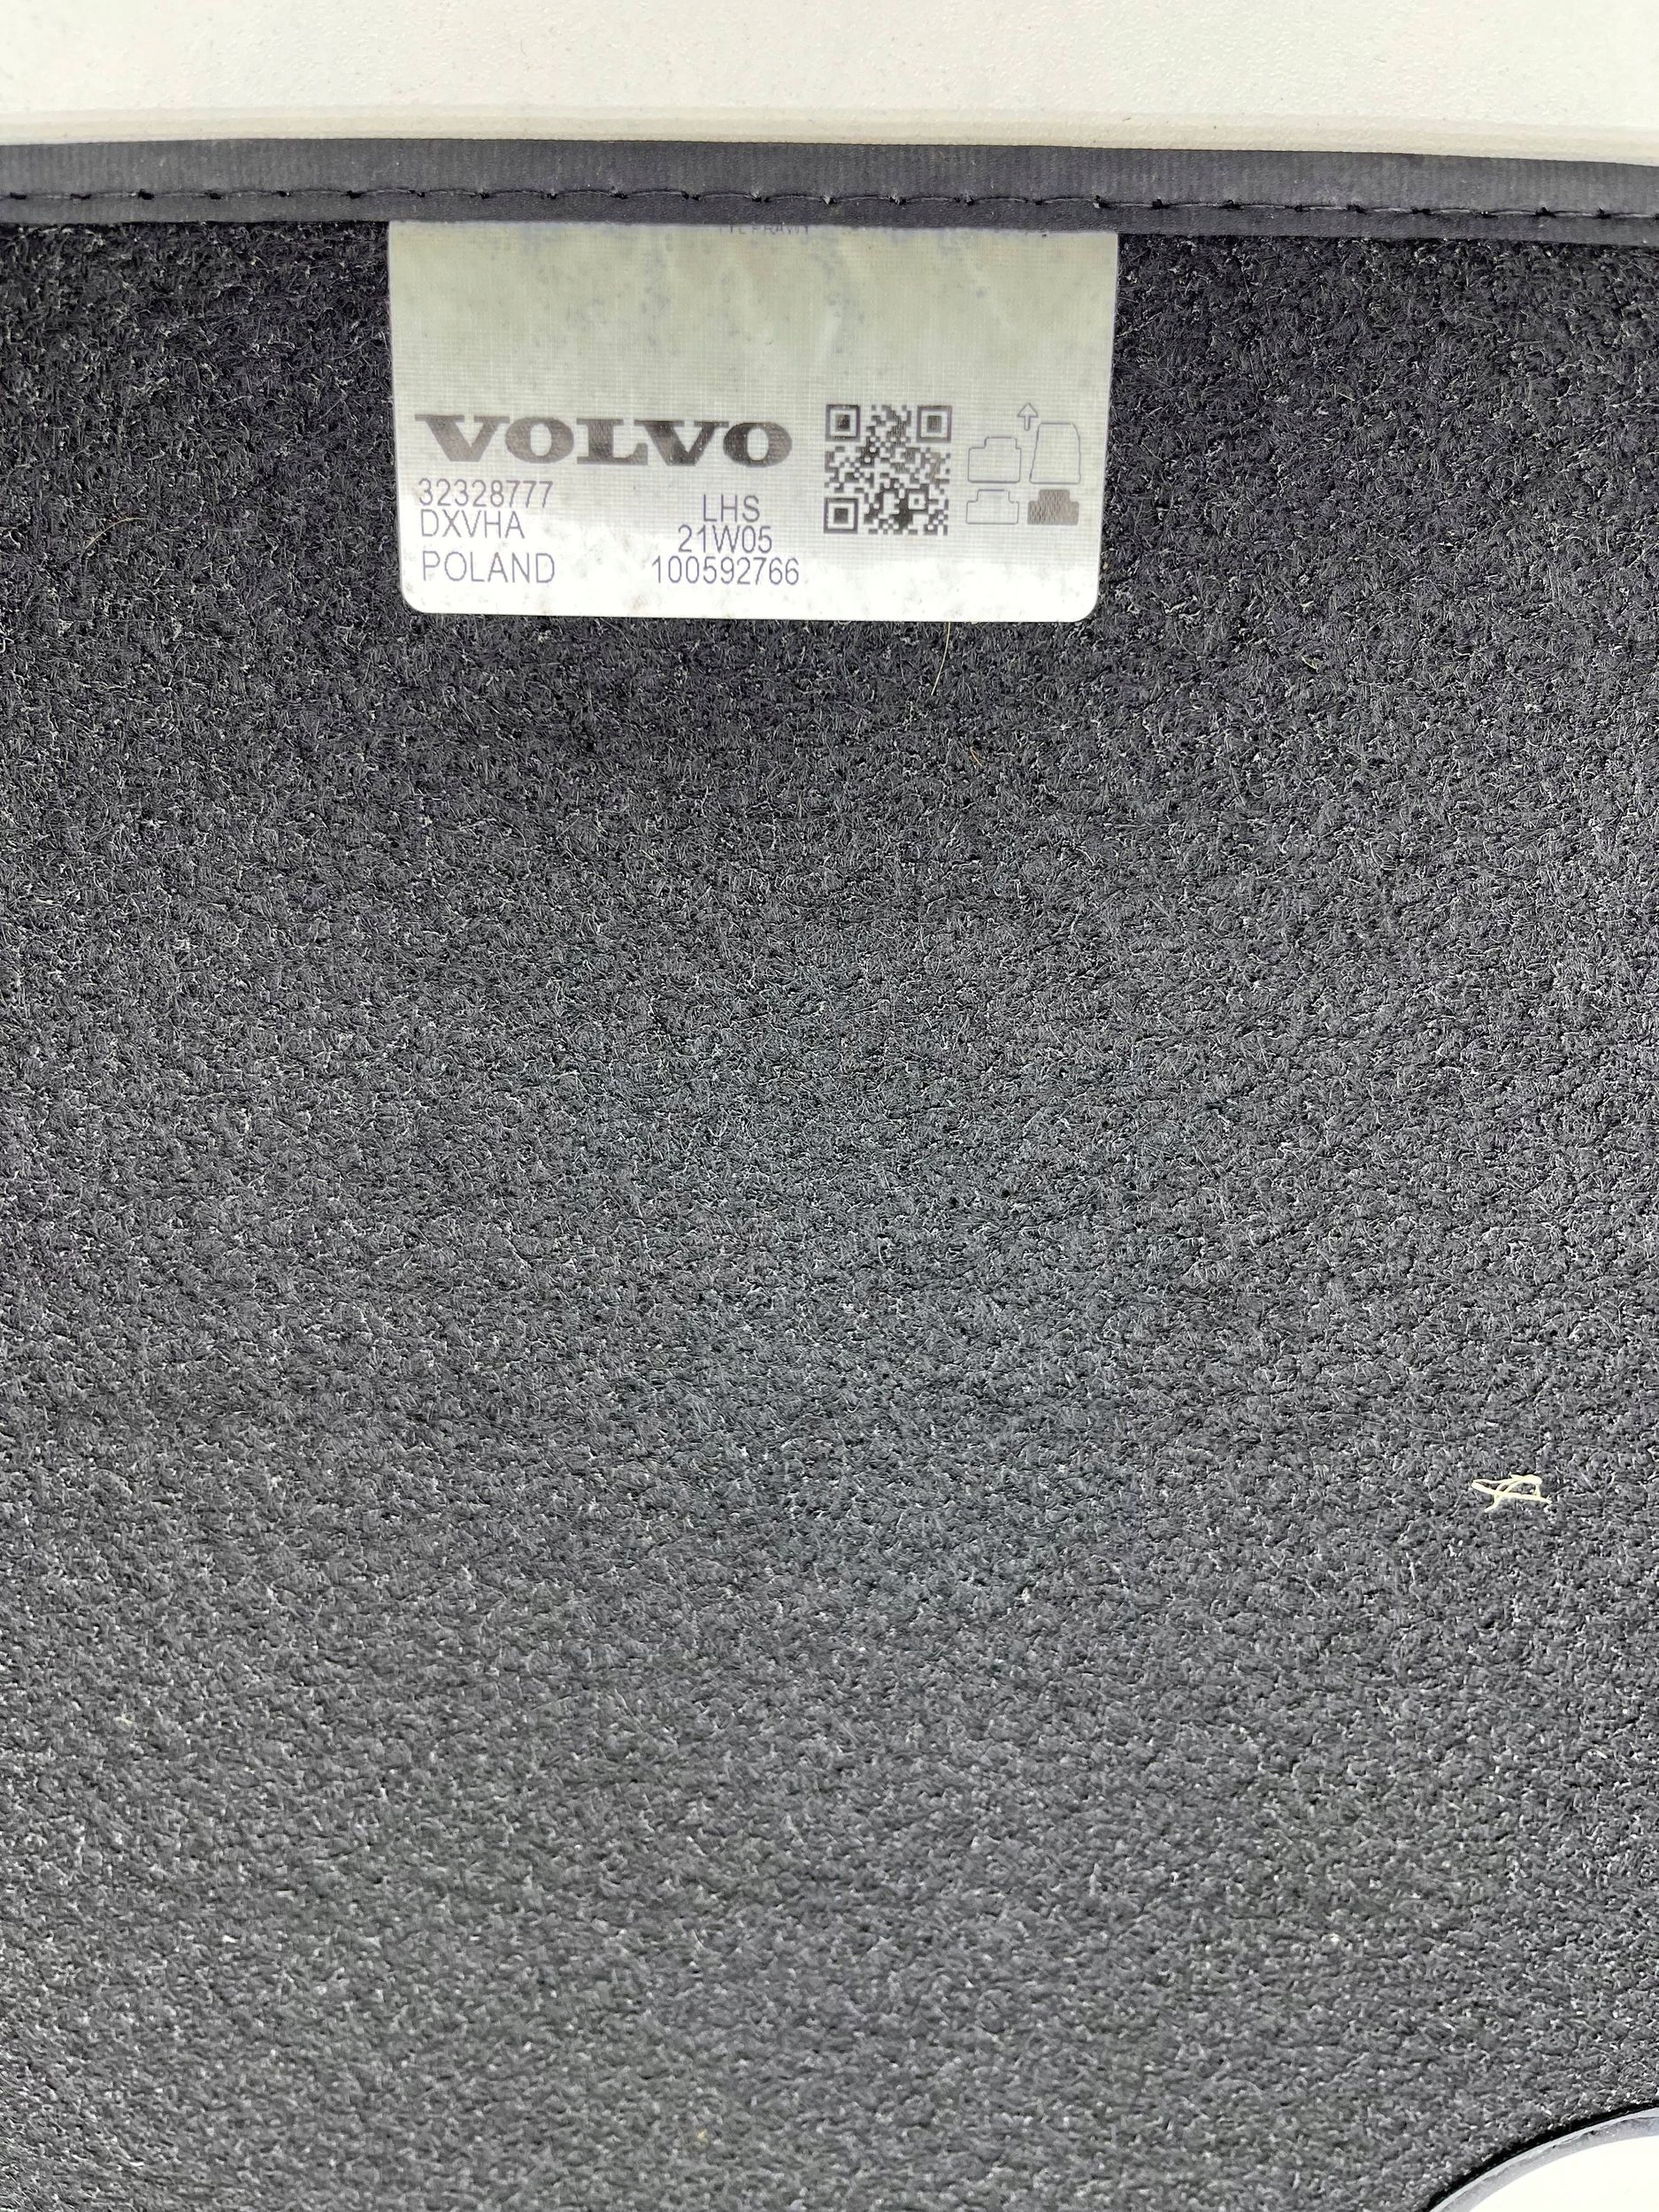 VOLVO
32328777
DXVHA
POLAND
LHS
21W05
100592766